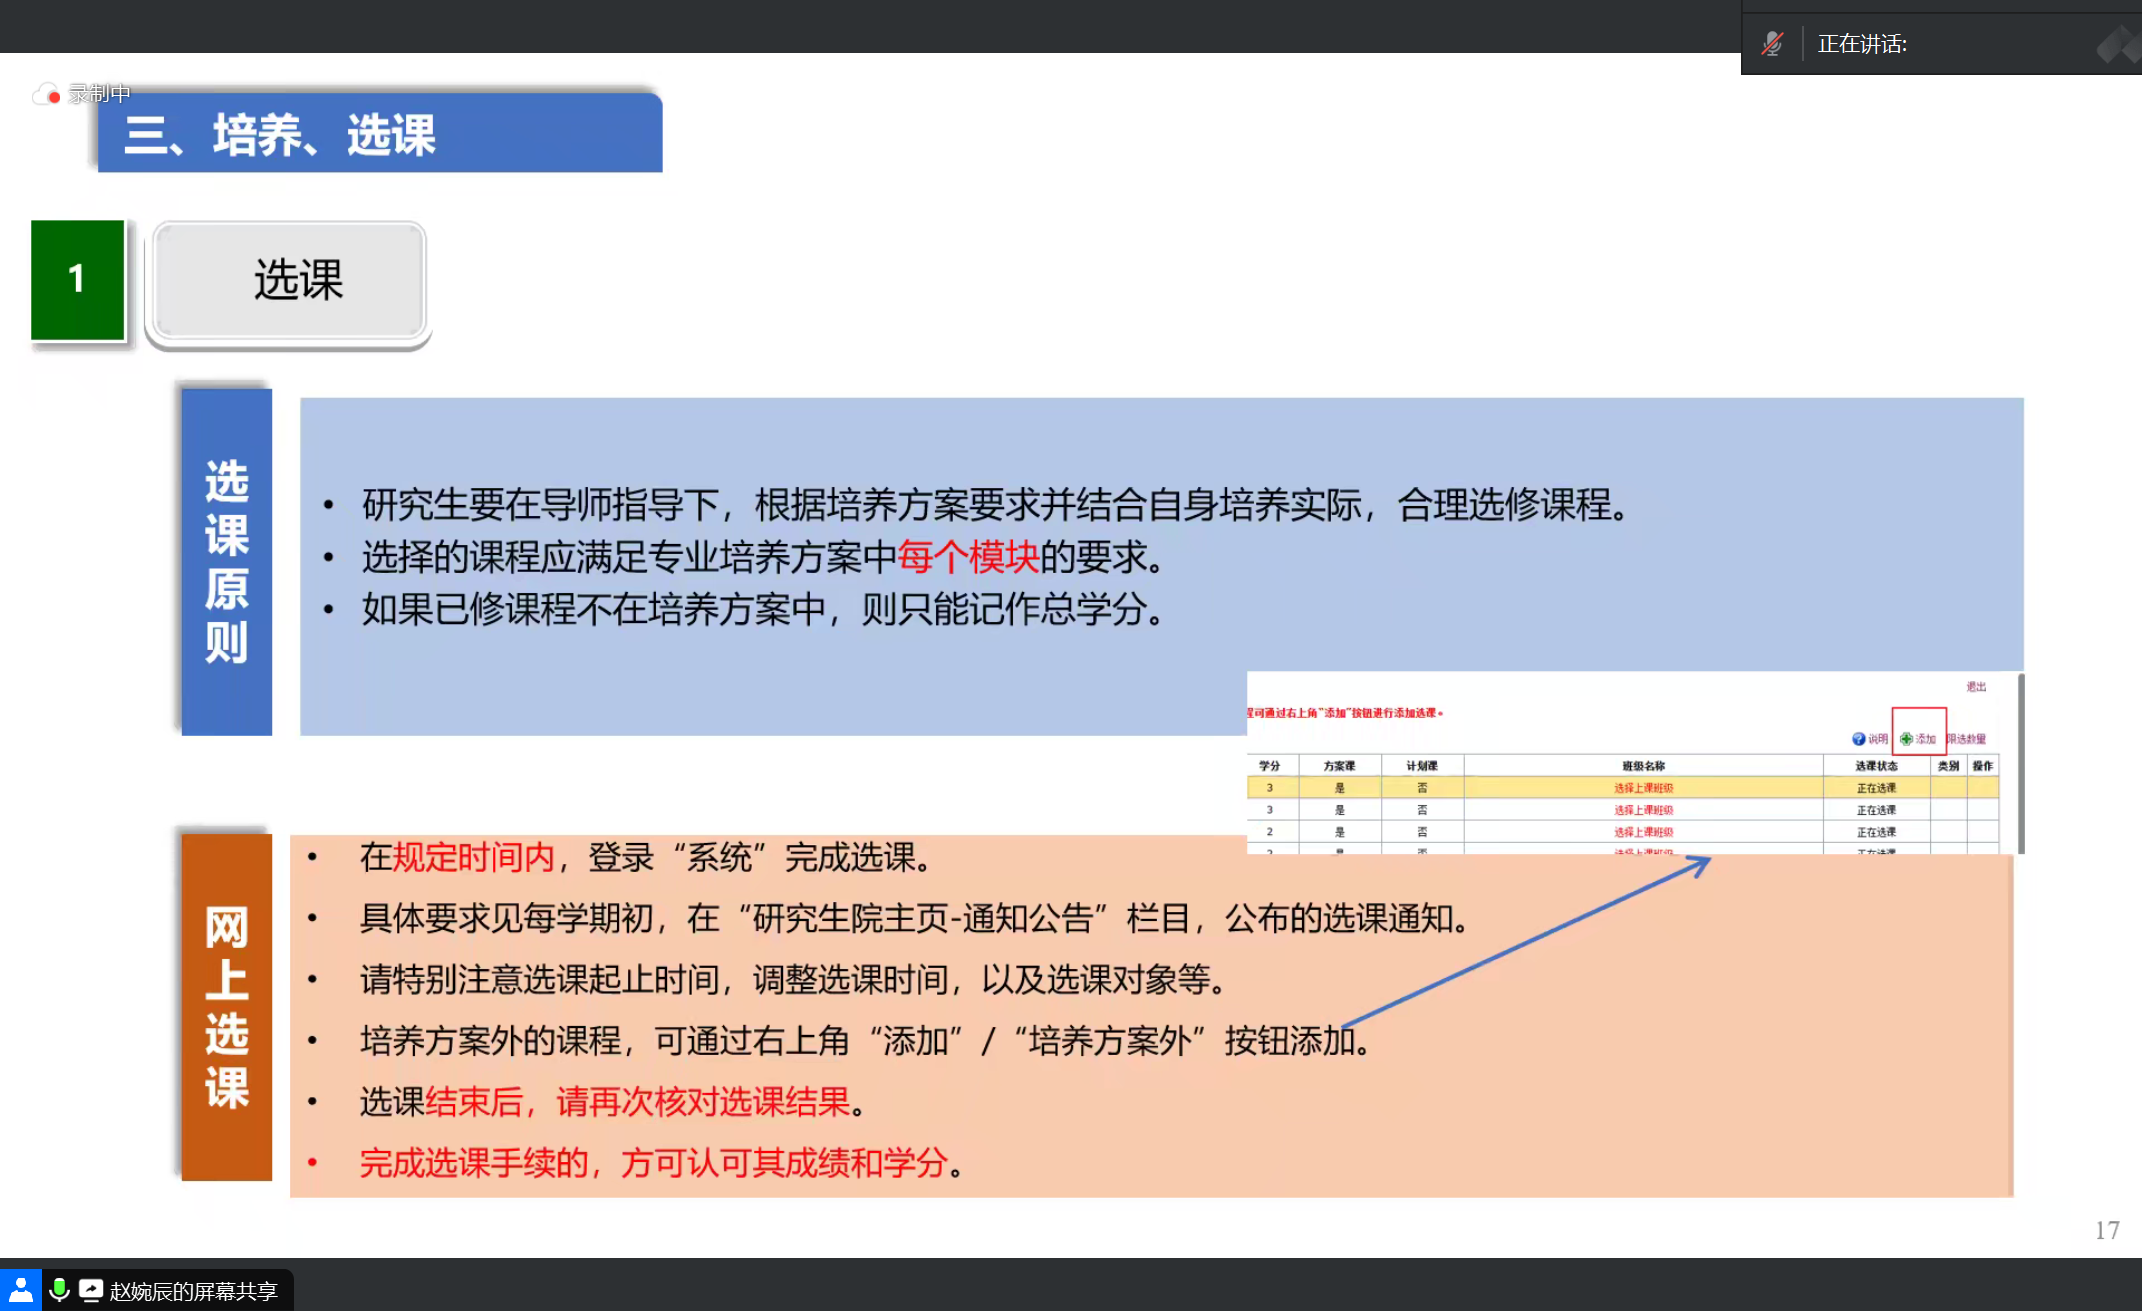 正在讲话:
录制中
三、培养、选课
1
选课
选课原则
• 研究生要在导师指导下，根据培养方案要求并结合自身培养实际，合理选修课程。
• 选择的课程应满足专业培养方案中每个模块的要求。
• 如果已修课程不在培养方案中，则只能记作总学分。
退出
程可通过右上角"添加"按钮进行添加选课。
说明 添加 限选数量
学分 方案课 计划课 班级名称 选课状态 类别 操作
3 是 否 选择上课班级 正在选课
3 是 否 选择上课班级 正在选课
2 是 否 选择上课班级 正在选课
网上选课
• 在规定时间内，登录“系统”完成选课。
• 具体要求见每学期初，在“研究生院主页-通知公告”栏目，公布的选课通知。
• 请特别注意选课起止时间，调整选课时间，以及选课对象等。
• 培养方案外的课程，可通过右上角“添加”/“培养方案外”按钮添加。
• 选课结束后，请再次核对选课结果。
• 完成选课手续的，方可认可其成绩和学分。
17
赵婉辰的屏幕共享